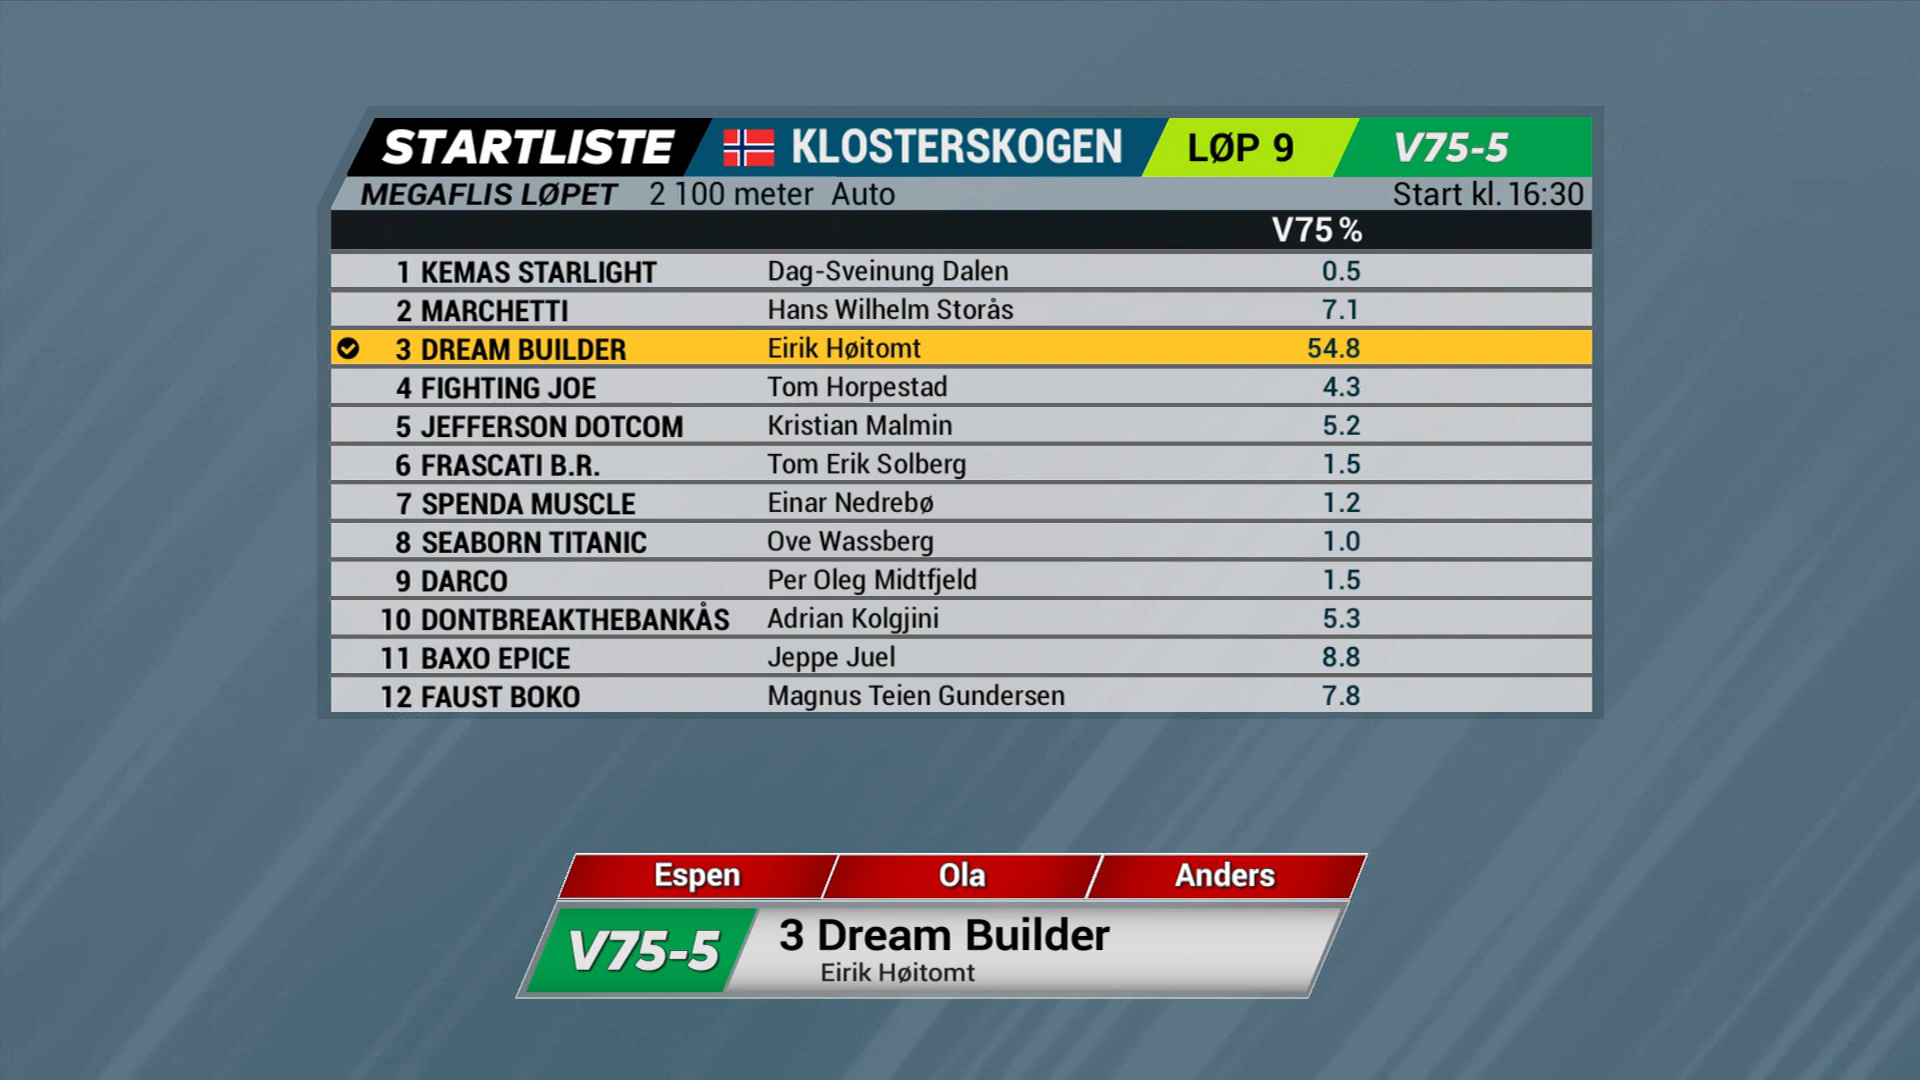 STARTLISTE KLOSTERSKOGEN LØP 9 V75-5
MEGAFLIS LØPET 2 100 meter Auto Start kl. 16:30
V75%
1 KEMAS STARLIGHT Dag-Sveinung Dalen 0.5
2 MARCHETTI Hans Wilhelm Storås 7.1
3 DREAM BUILDER Eirik Høitomt 54.8
4 FIGHTING JOE Tom Horpestad 4.3
5 JEFFERSON DOTCOM Kristian Malmin 5.2
6 FRASCATI B.R. Tom Erik Solberg 1.5
7 SPENDA MUSCLE Einar Nedrebø 1.2
8 SEABORN TITANIC Ove Wassberg 1.0
9 DARCO Per Oleg Midtfjeld 1.5
10 DONTBREAKTHEBANKÅS Adrian Kolgjini 5.3
11 BAXO EPICE Jeppe Juel 8.8
12 FAUST BOKO Magnus Teien Gundersen 7.8
Espen Ola Anders
V75-5 3 Dream Builder
Eirik Høitomt